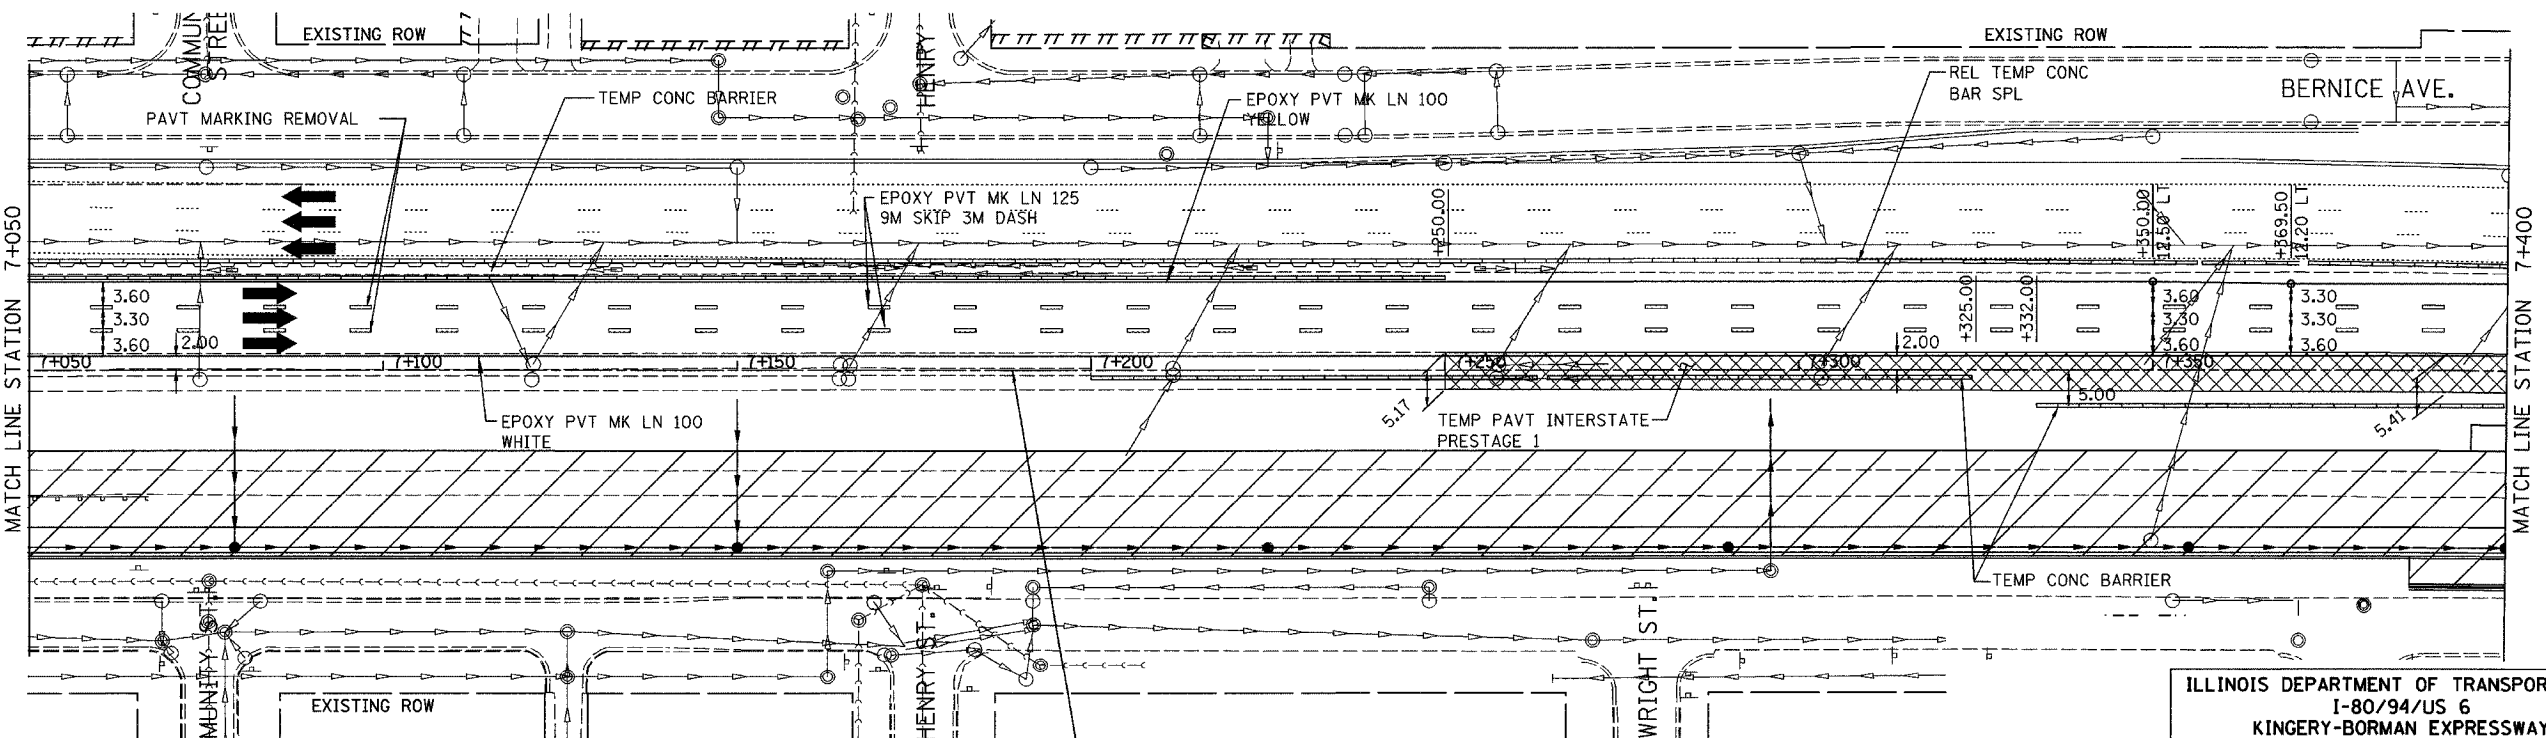 EXISTING ROW
EXISTING ROW
HENRY
REL TEMP CONC
BAR SPL
BERNICE AVE.
TEMP CONC BARRIER
PAVT MARKING REMOVAL
EPOXY PVT MK LN 100
YELLOW
EPOXY PVT MK LN 125
9M SKIP 3M DASH
+250.00
+350.00
12.50 LT
+369.50
12.20 LT
MATCH LINE STATION 7+050
MATCH LINE STATION 7+400
3.60
3.30
3.60
2.00
+325.00
+332.00
3.60
3.30
3.60
3.30
3.30
3.60
2.00
7+050
7+100
7+150
7+200
7+250
7+300
7+350
5.17
5.00
5.41
EPOXY PVT MK LN 100
WHITE
TEMP PAVT INTERSTATE
PRESTAGE 1
TEMP CONC BARRIER
HENRY ST.
WRIGHT ST.
EXISTING ROW
ILLINOIS DEPARTMENT OF TRANSPOR
I-80/94/US 6
KINGERY-BORMAN EXPRESSWAY